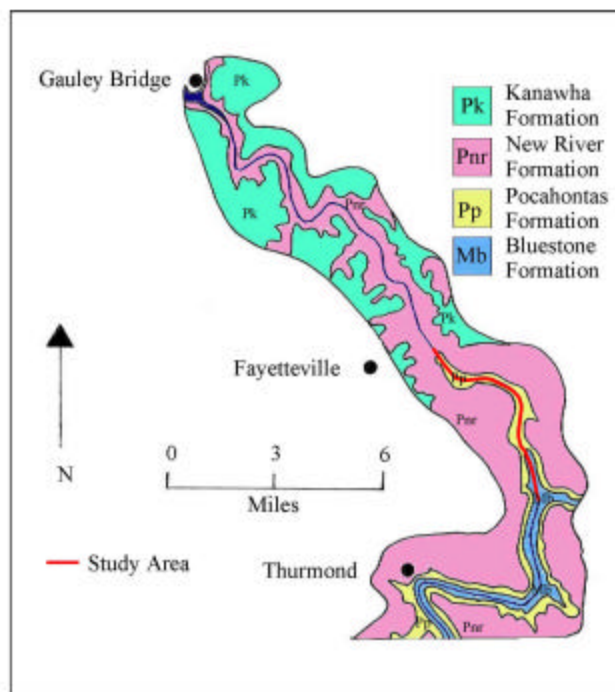 Gauley Bridge
Pk
Pk Kanawha
Formation
Pnr New River
Formation
Pp Pocahontas
Formation
Mb Bluestone
Formation
Pnr
Pk
Pk
Fayetteville
Pp
Pnr
N
0 3 6
Miles
Study Area
Thurmond
Pp
Pnr